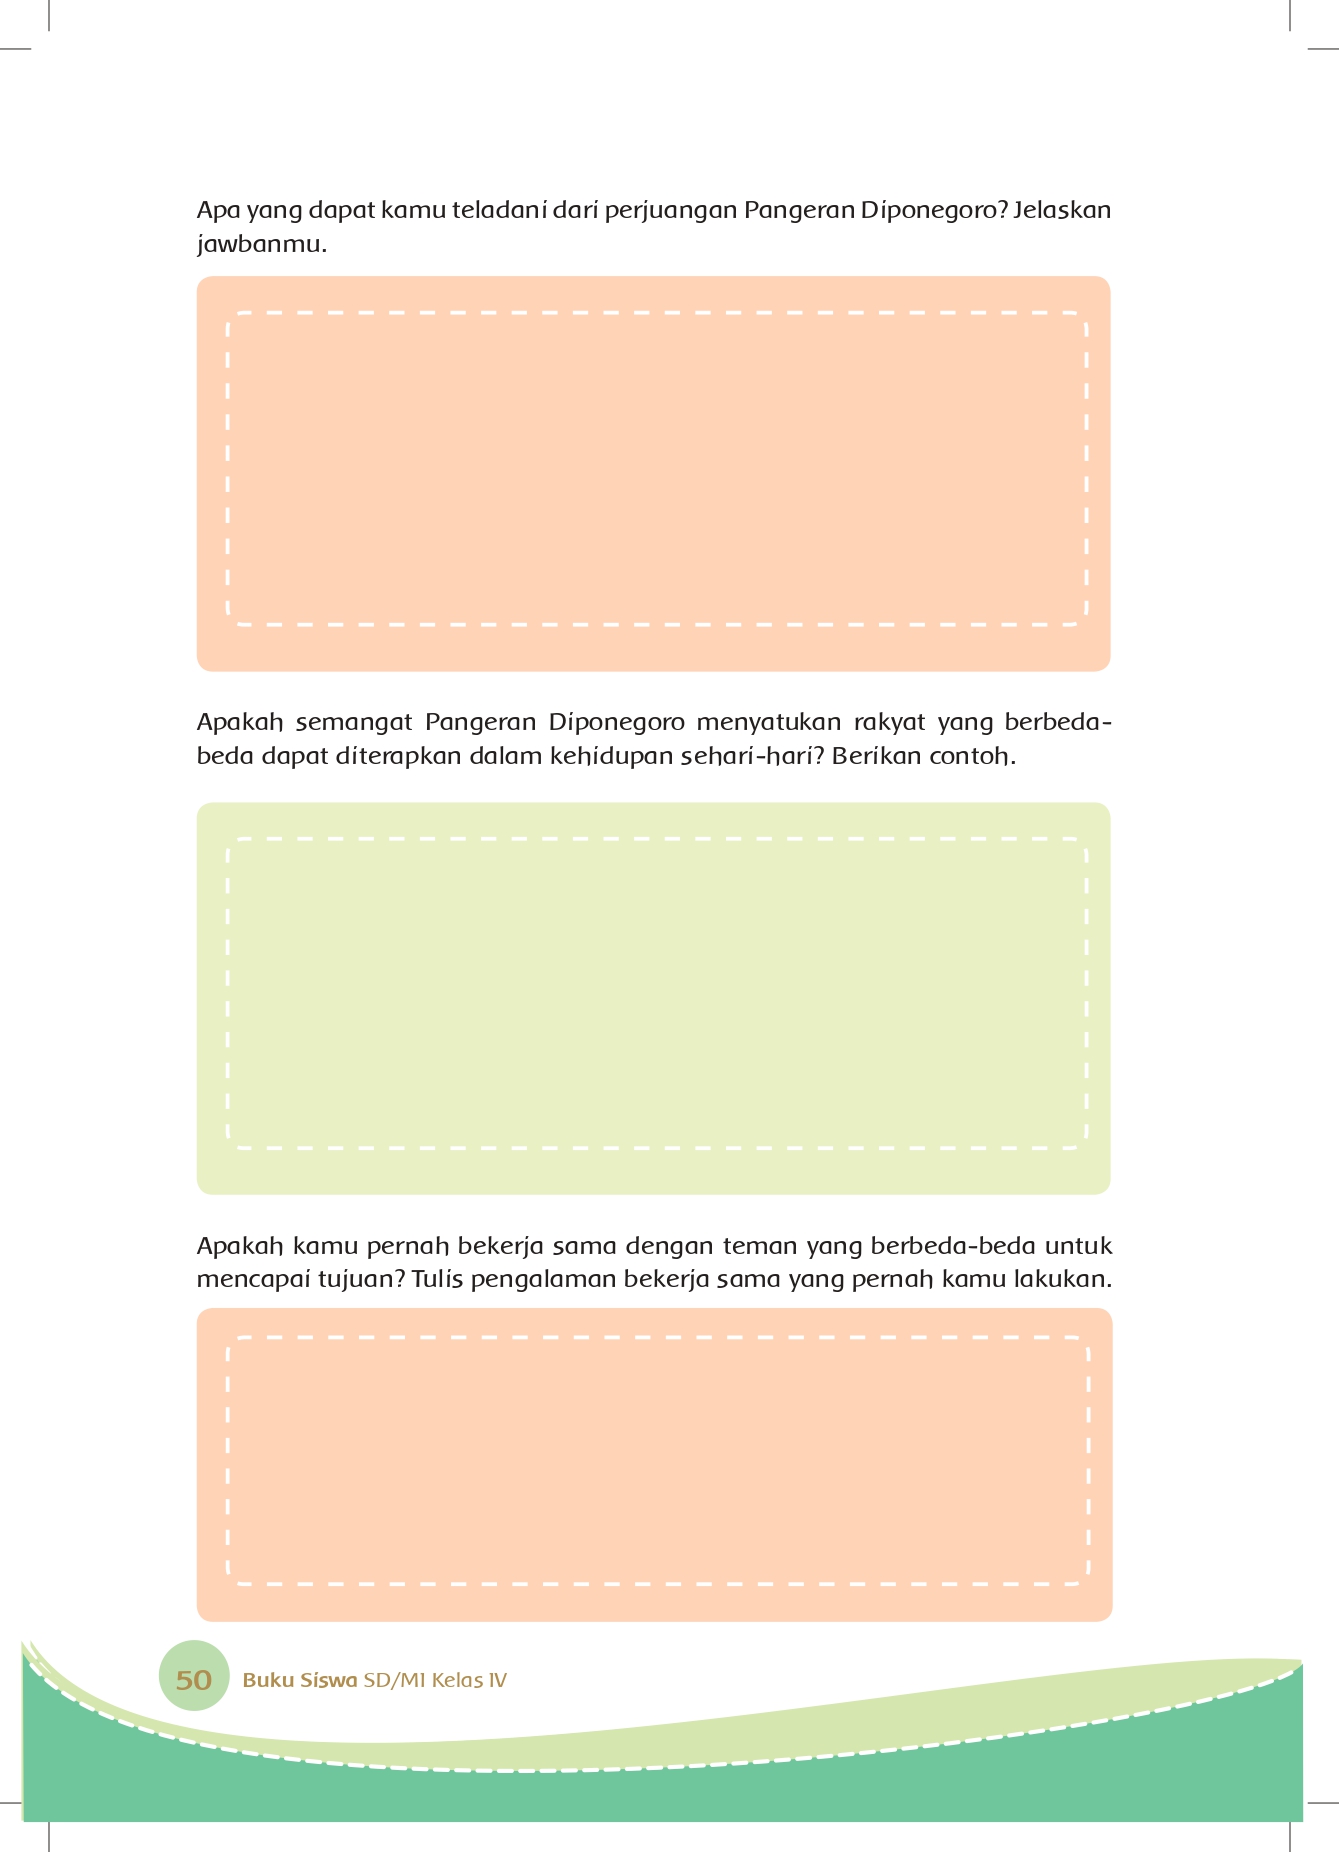 Apa yang dapat kamu teladani dari perjuangan Pangeran Diponegoro? Jelaskan
jawbanmu.
Apakah semangat Pangeran Diponegoro menyatukan rakyat yang berbeda-
beda dapat diterapkan dalam kehidupan sehari-hari? Berikan contoh.
Apakah kamu pernah bekerja sama dengan teman yang berbeda-beda untuk
mencapai tujuan? Tulis pengalaman bekerja sama yang pernah kamu lakukan.
50 Buku Siswa SD/MI Kelas IV